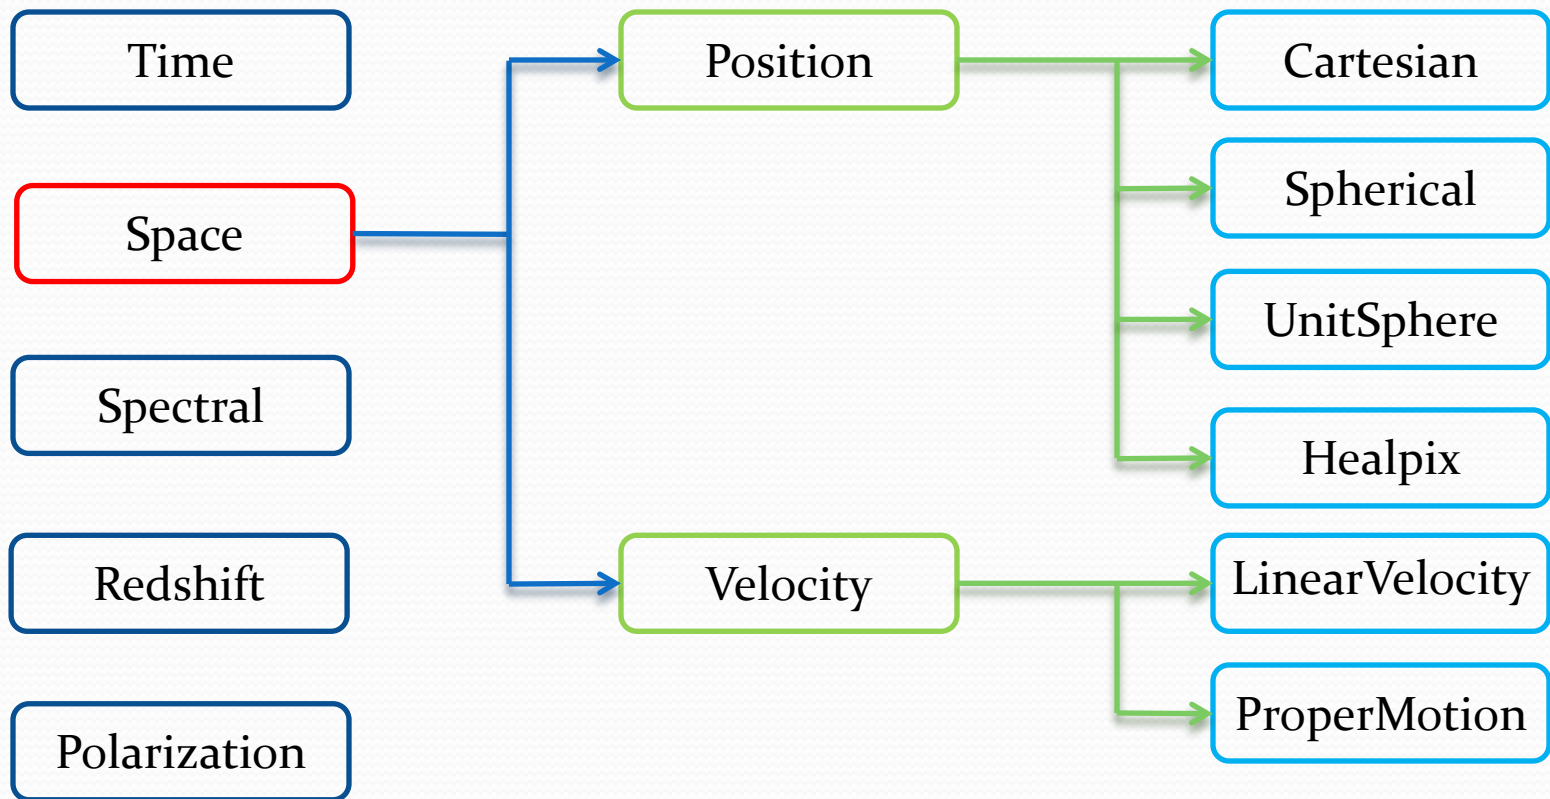 Time
Space
Spectral
Redshift
Polarization
Position
Velocity
Cartesian
Spherical
UnitSphere
Healpix
LinearVelocity
ProperMotion